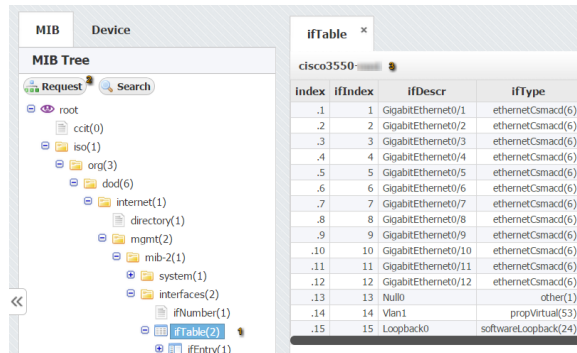 MIB Device
MIB Tree
Request 2 Search
root
ccit(0)
iso(1)
org(3)
dod(6)
internet(1)
directory(1)
mgmt(2)
mib-2(1)
system(1)
interfaces(2)
ifNumber(1)
ifTable(2) 1
ifEntry(1)
ifTable ×
cisco3550- 3
index ifIndex ifDescr ifType
.1 1 GigabitEthernet0/1 ethernetCsmacd(6)
.2 2 GigabitEthernet0/2 ethernetCsmacd(6)
.3 3 GigabitEthernet0/3 ethernetCsmacd(6)
.4 4 GigabitEthernet0/4 ethernetCsmacd(6)
.5 5 GigabitEthernet0/5 ethernetCsmacd(6)
.6 6 GigabitEthernet0/6 ethernetCsmacd(6)
.7 7 GigabitEthernet0/7 ethernetCsmacd(6)
.8 8 GigabitEthernet0/8 ethernetCsmacd(6)
.9 9 GigabitEthernet0/9 ethernetCsmacd(6)
.10 10 GigabitEthernet0/10 ethernetCsmacd(6)
.11 11 GigabitEthernet0/11 ethernetCsmacd(6)
.12 12 GigabitEthernet0/12 ethernetCsmacd(6)
.13 13 Null0 other(1)
.14 14 Vlan1 propVirtual(53)
.15 15 Loopback0 softwareLoopback(24)